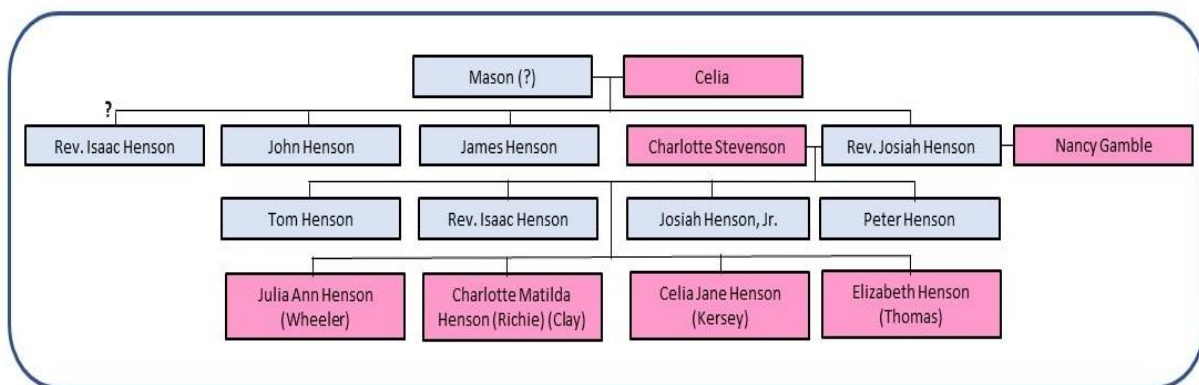 Mason (?)
Celia
?
Rev. Isaac Henson
John Henson
James Henson
Charlotte Stevenson
Rev. Josiah Henson
Nancy Gamble
Tom Henson
Rev. Isaac Henson
Josiah Henson, Jr.
Peter Henson
Julia Ann Henson
(Wheeler)
Charlotte Matilda
Henson (Richie) (Clay)
Celia Jane Henson
(Kersey)
Elizabeth Henson
(Thomas)